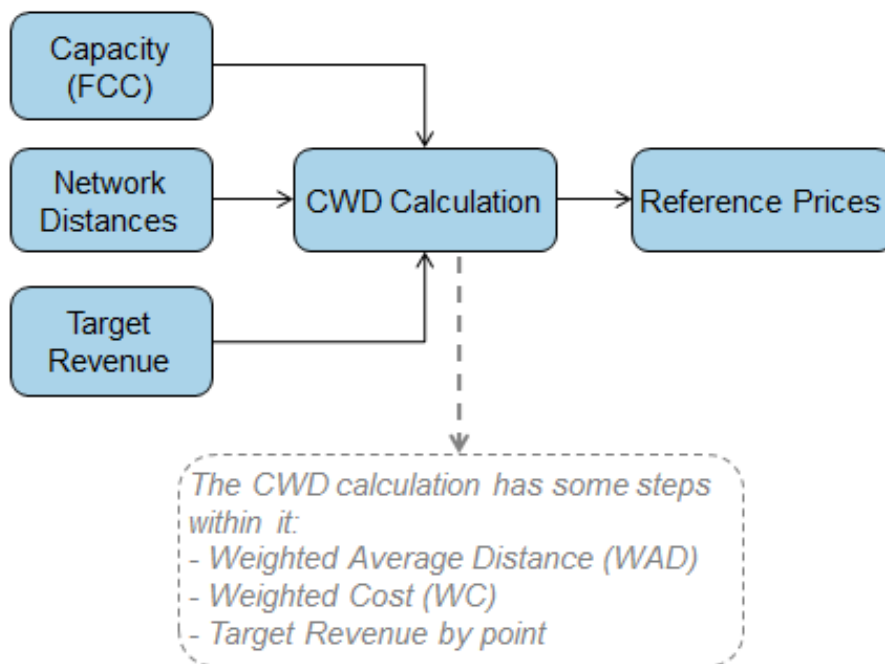 Capacity
(FCC)
Network
Distances
CWD Calculation
Reference Prices
Target
Revenue
The CWD calculation has some steps
within it:
- Weighted Average Distance (WAD)
- Weighted Cost (WC)
- Target Revenue by point